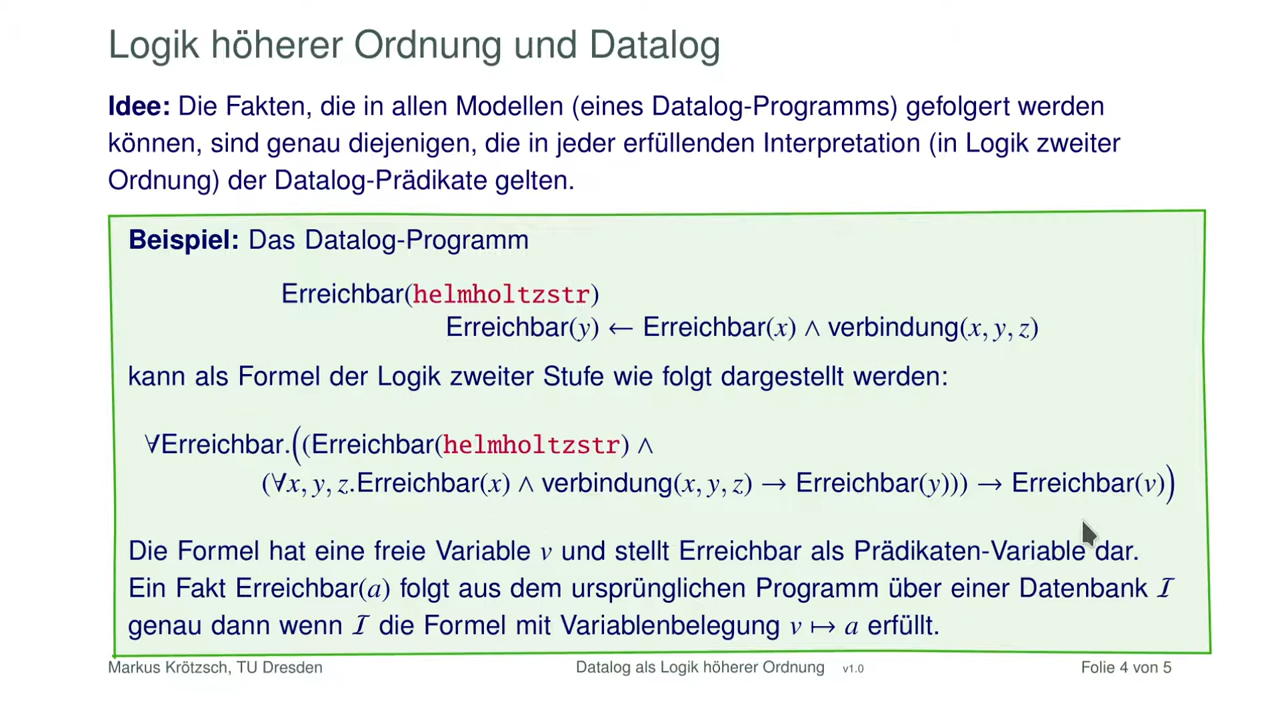 Logik höherer Ordnung und Datalog
Idee: Die Fakten, die in allen Modellen (eines Datalog-Programms) gefolgert werden
können, sind genau diejenigen, die in jeder erfüllenden Interpretation (in Logik zweiter
Ordnung) der Datalog-Prädikate gelten.
Beispiel: Das Datalog-Programm
Erreichbar(helmholtzstr)
Erreichbar(y) ← Erreichbar(x) ∧ verbindung(x, y, z)
kann als Formel der Logik zweiter Stufe wie folgt dargestellt werden:
∀Erreichbar.((Erreichbar(helmholtzstr) ∧
(∀x, y, z.Erreichbar(x) ∧ verbindung(x, y, z) → Erreichbar(y))) → Erreichbar(v))
Die Formel hat eine freie Variable v und stellt Erreichbar als Prädikaten-Variable dar.
Ein Fakt Erreichbar(a) folgt aus dem ursprünglichen Programm über einer Datenbank I
genau dann wenn I die Formel mit Variablenbelegung v ↦ a erfüllt.
Markus Krötzsch, TU Dresden
Datalog als Logik höherer Ordnung v1.0
Folie 4 von 5